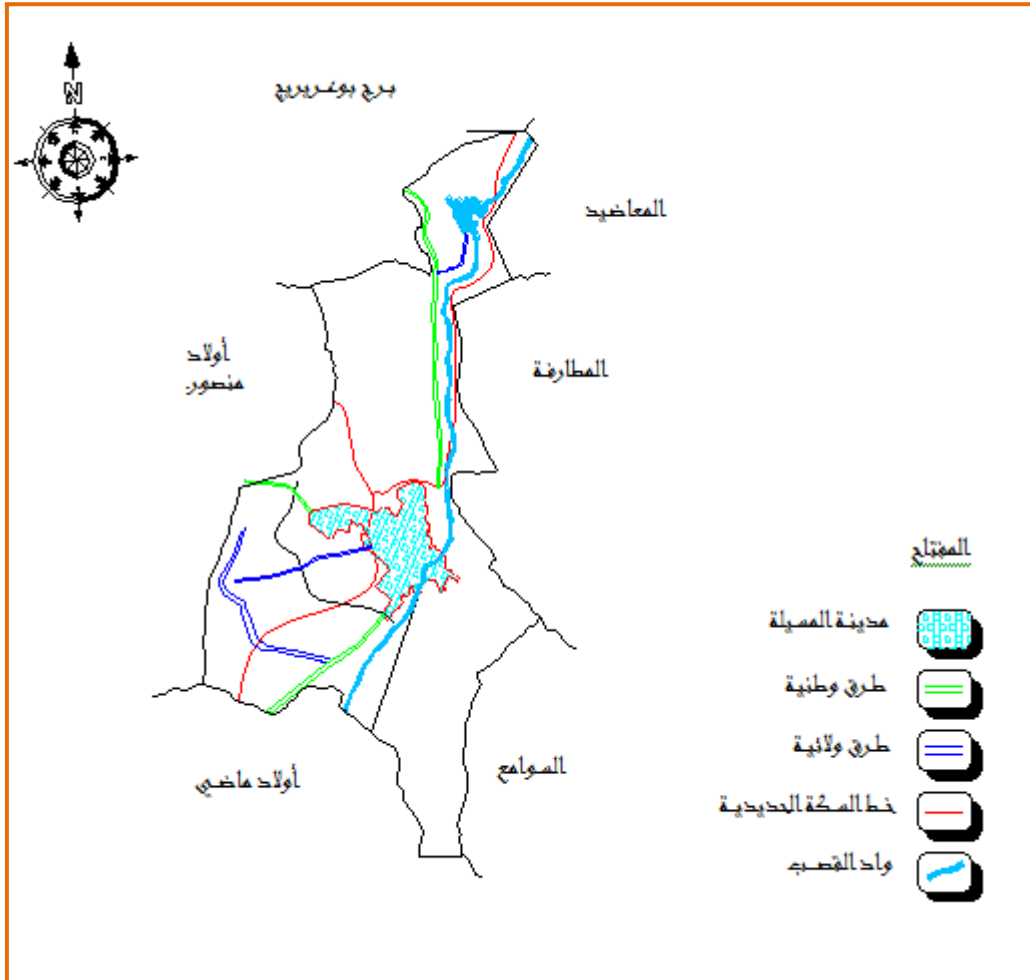 N
برج بوعريريج
المعاضيد
المطارفة
أولاد
منصور.
المفتاح
مدينة المسيلة
طرق وطنية
طرق ولائية
خط السكة الحديدية
واد القصب
السوامع
أولاد ماضي